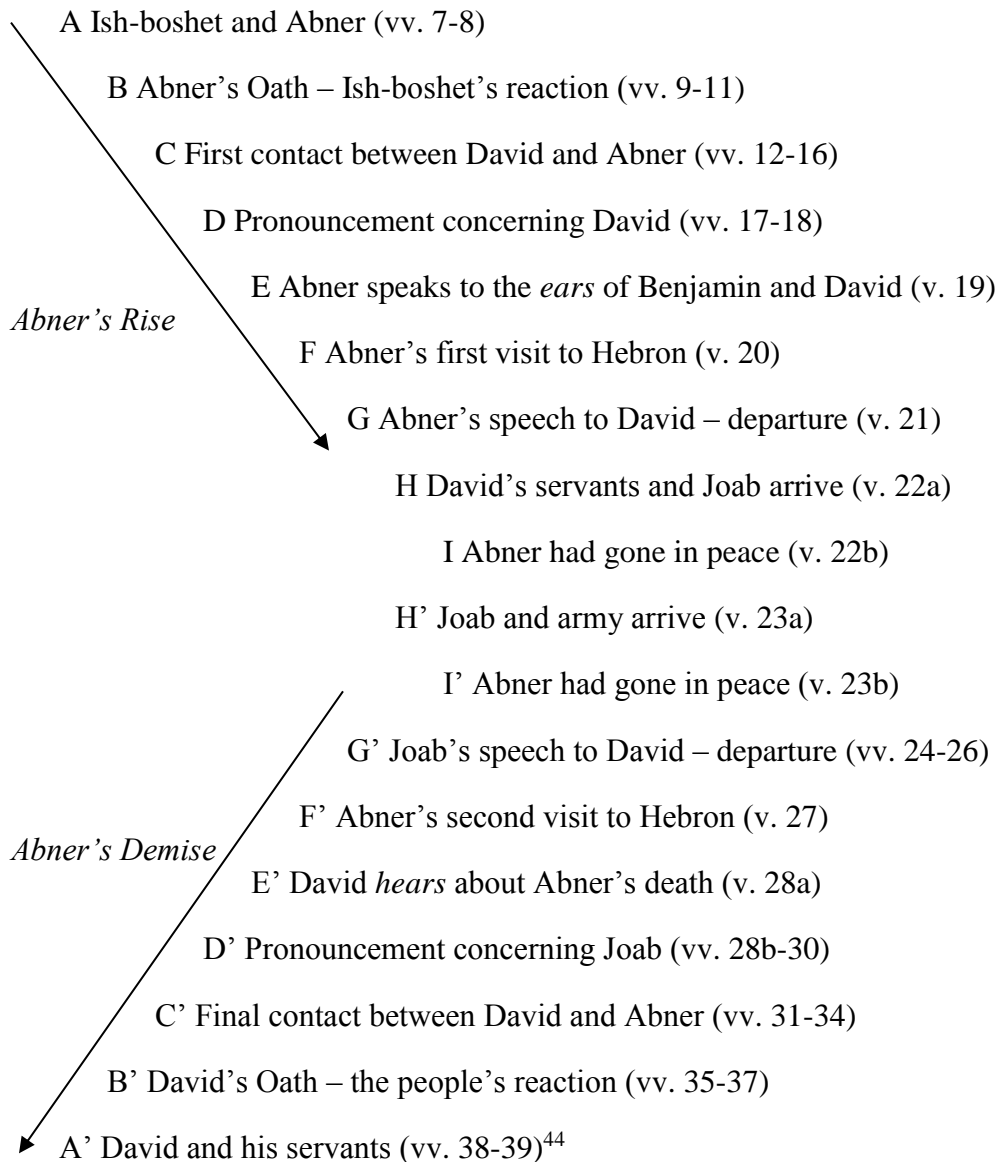 A Ish-boshet and Abner (vv. 7-8)
B Abner’s Oath – Ish-boshet’s reaction (vv. 9-11)
C First contact between David and Abner (vv. 12-16)
D Pronouncement concerning David (vv. 17-18)
E Abner speaks to the ears of Benjamin and David (v. 19)
Abner’s Rise
F Abner’s first visit to Hebron (v. 20)
G Abner’s speech to David – departure (v. 21)
H David’s servants and Joab arrive (v. 22a)
I Abner had gone in peace (v. 22b)
H’ Joab and army arrive (v. 23a)
I’ Abner had gone in peace (v. 23b)
G’ Joab’s speech to David – departure (vv. 24-26)
F’ Abner’s second visit to Hebron (v. 27)
Abner’s Demise
E’ David hears about Abner’s death (v. 28a)
D’ Pronouncement concerning Joab (vv. 28b-30)
C’ Final contact between David and Abner (vv. 31-34)
B’ David’s Oath – the people’s reaction (vv. 35-37)
A’ David and his servants (vv. 38-39)44